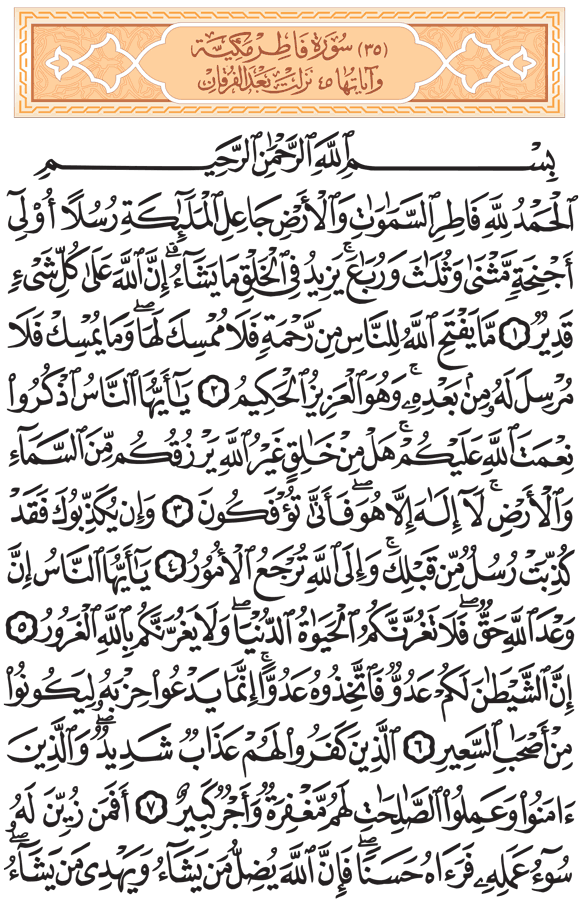 (٣٥) سُورَةُ فَاطِرٍ مَكِّيَّة
وَآيَاتُهَا ٤٥ نَزَلَتْ بَعْدَ الفُرْقَانِ
بِسْمِ ٱللَّهِ ٱلرَّحْمَٰنِ ٱلرَّحِيمِ
ٱلْحَمْدُ لِلَّهِ فَاطِرِ ٱلسَّمَٰوَٰتِ وَٱلْأَرْضِ جَاعِلِ ٱلْمَلَٰٓئِكَةِ رُسُلًا أُو۟لِىٓ
أَجْنِحَةٍ مَّثْنَىٰ وَثُلَٰثَ وَرُبَٰعَ ۚ يَزِيدُ فِى ٱلْخَلْقِ مَا يَشَآءُ ۚ إِنَّ ٱللَّهَ عَلَىٰ كُلِّ شَىْءٍ
قَدِيرٌ ١ مَّا يَفْتَحِ ٱللَّهُ لِلنَّاسِ مِن رَّحْمَةٍ فَلَا مُمْسِكَ لَهَا ۖ وَمَا يُمْسِكْ فَلَا
مُرْسِلَ لَهُۥ مِنۢ بَعْدِهِۦ ۚ وَهُوَ ٱلْعَزِيزُ ٱلْحَكِيمُ ٢ يَٰٓأَيُّهَا ٱلنَّاسُ ٱذْكُرُوا۟
نِعْمَتَ ٱللَّهِ عَلَيْكُمْ ۚ هَلْ مِنْ خَٰلِقٍ غَيْرُ ٱللَّهِ يَرْزُقُكُم مِّنَ ٱلسَّمَآءِ
وَٱلْأَرْضِ ۚ لَآ إِلَٰهَ إِلَّا هُوَ ۖ فَأَنَّىٰ تُؤْفَكُونَ ٣ وَإِن يُكَذِّبُوكَ فَقَدْ
كُذِّبَتْ رُسُلٌ مِّن قَبْلِكَ ۚ وَإِلَى ٱللَّهِ تُرْجَعُ ٱلْأُمُورُ ٤ يَٰٓأَيُّهَا ٱلنَّاسُ إِنَّ
وَعْدَ ٱللَّهِ حَقٌّ ۖ فَلَا تَغُرَّنَّكُمُ ٱلْحَيَوٰةُ ٱلدُّنْيَا ۖ وَلَا يَغُرَّنَّكُم بِٱللَّهِ ٱلْغَرُورُ ٥
إِنَّ ٱلشَّيْطَٰنَ لَكُمْ عَدُوٌّ فَٱتَّخِذُوهُ عَدُوًّا ۚ إِنَّمَا يَدْعُوا۟ حِزْبَهُۥ لِيَكُونُوا۟
مِنْ أَصْحَٰبِ ٱلسَّعِيرِ ٦ ٱلَّذِينَ كَفَرُوا۟ لَهُمْ عَذَابٌ شَدِيدٌ ۖ وَٱلَّذِينَ
ءَامَنُوا۟ وَعَمِلُوا۟ ٱلصَّٰلِحَٰتِ لَهُم مَّغْفِرَةٌ وَأَجْرٌ كَبِيرٌ ٧ أَفَمَن زُيِّنَ لَهُۥ
سُوٓءُ عَمَلِهِۦ فَرَءَاهُ حَسَنًا ۖ فَإِنَّ ٱللَّهَ يُضِلُّ مَن يَشَآءُ وَيَهْدِى مَن يَشَآءُ ۖ